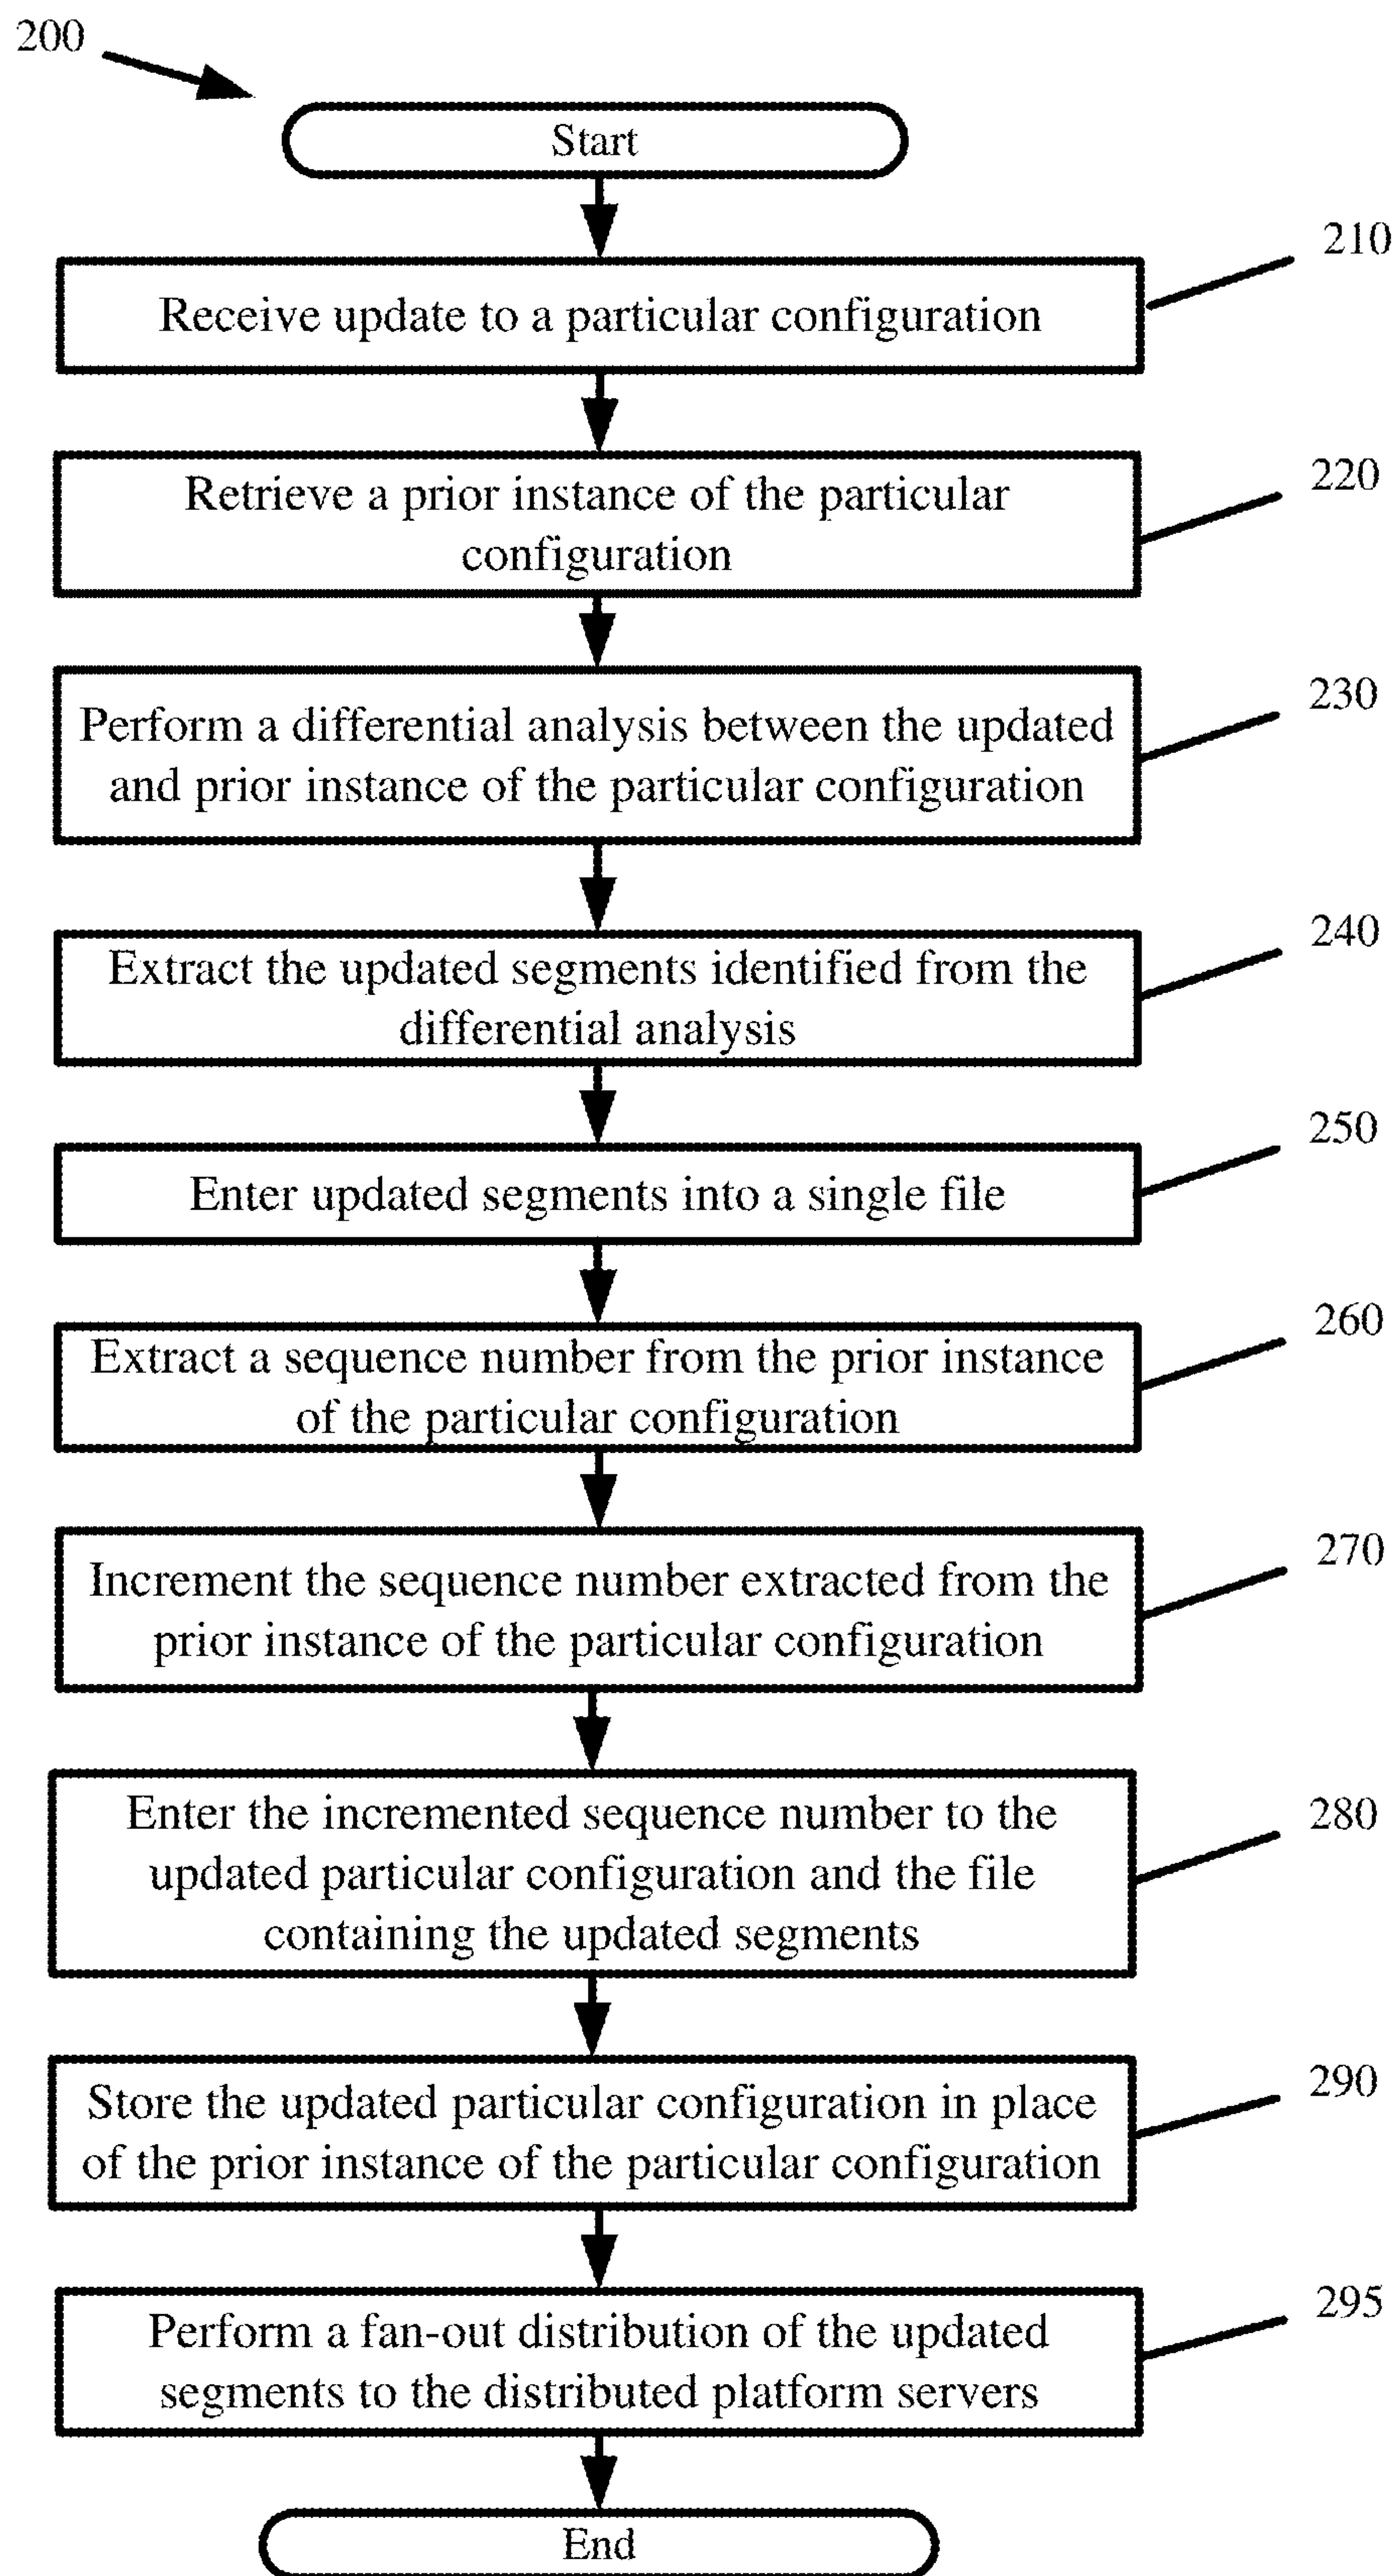 200
Start
210
Receive update to a particular configuration
220
Retrieve a prior instance of the particular
configuration
230
Perform a differential analysis between the updated
and prior instance of the particular configuration
240
Extract the updated segments identified from the
differential analysis
250
Enter updated segments into a single file
260
Extract a sequence number from the prior instance
of the particular configuration
270
Increment the sequence number extracted from the
prior instance of the particular configuration
280
Enter the incremented sequence number to the
updated particular configuration and the file
containing the updated segments
290
Store the updated particular configuration in place
of the prior instance of the particular configuration
295
Perform a fan-out distribution of the updated
segments to the distributed platform servers
End